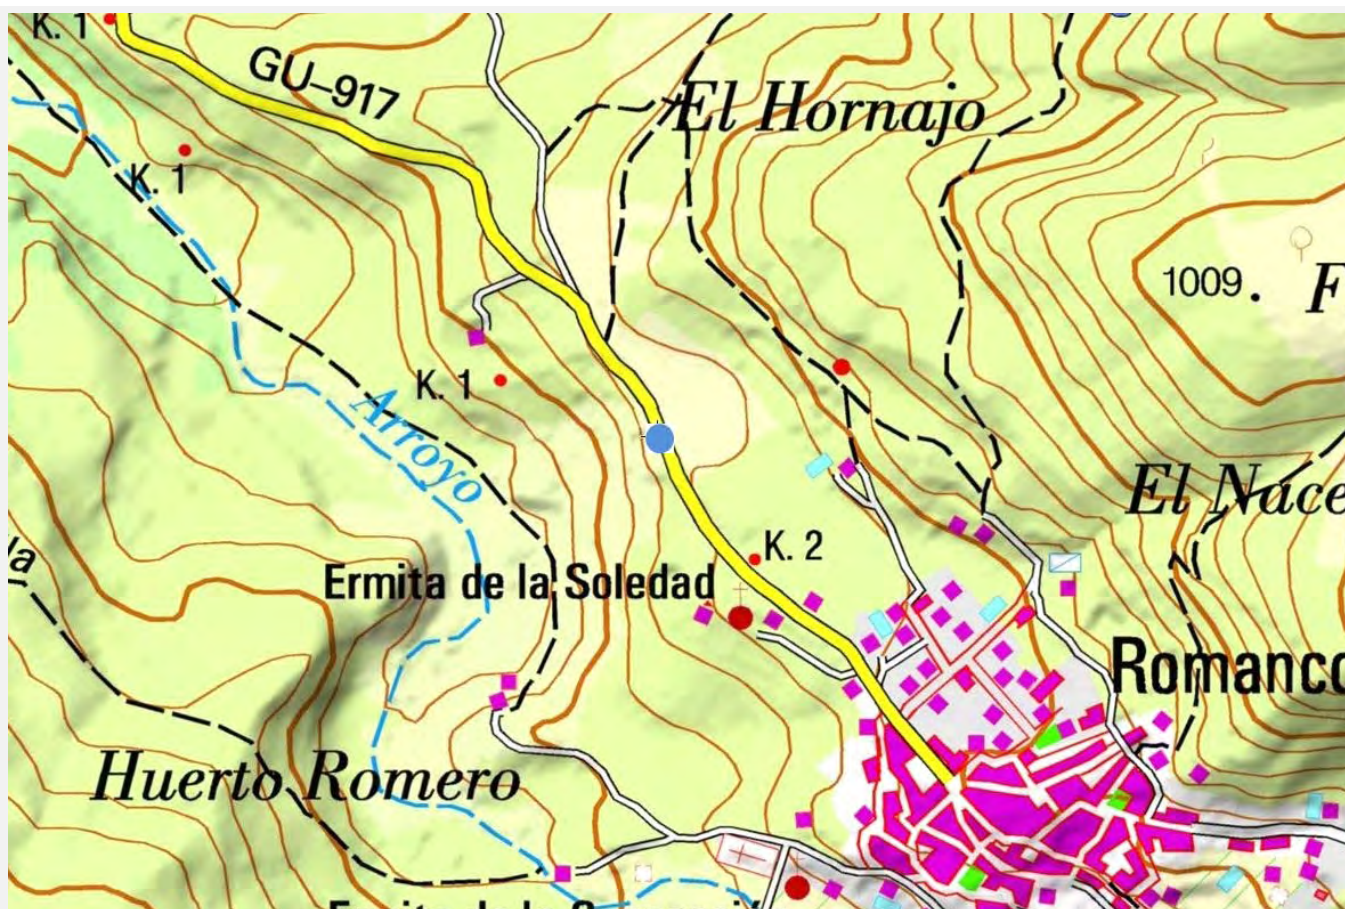 K. 1
GU-917
El Hornajo
K. 1
1009.
F
K. 1
Arroyo
El Nace
la
K. 2
Ermita de la Soledad
Romanco
Huerto Romero